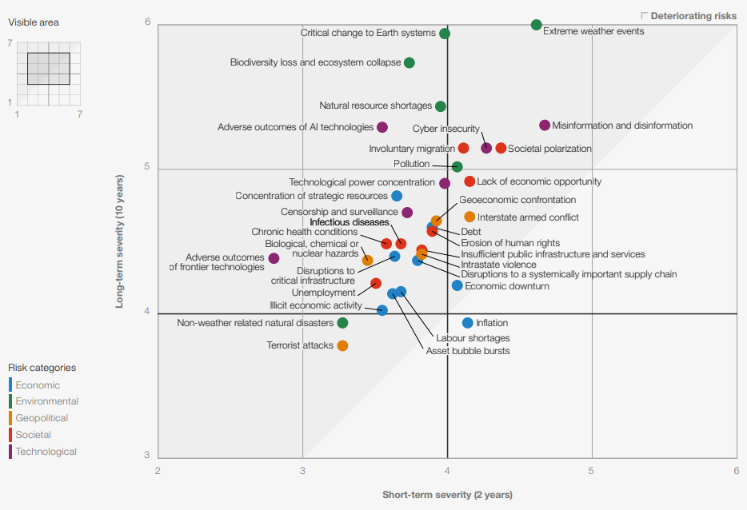 Visible area
7
1
1
7
Deteriorating risks
6
5
4
3
2
3
4
5
6
Long-term severity (10 years)
Short-term severity (2 years)
Critical change to Earth systems
Extreme weather events
Biodiversity loss and ecosystem collapse
Natural resource shortages
Adverse outcomes of AI technologies
Cyber insecurity
Misinformation and disinformation
Involuntary migration
Societal polarization
Pollution
Technological power concentration
Lack of economic opportunity
Concentration of strategic resources
Geoeconomic confrontation
Censorship and surveillance
Interstate armed conflict
Infectious diseases
Chronic health conditions
Debt
Erosion of human rights
Biological, chemical or
nuclear hazards
Insufficient public infrastructure and services
Intrastate violence
Adverse outcomes
of frontier technologies
Disruptions to a systemically important supply chain
Disruptions to
critical infrastructure
Economic downturn
Unemployment
Illicit economic activity
Non-weather related natural disasters
Inflation
Labour shortages
Asset bubble bursts
Terrorist attacks
Risk categories
Economic
Environmental
Geopolitical
Societal
Technological